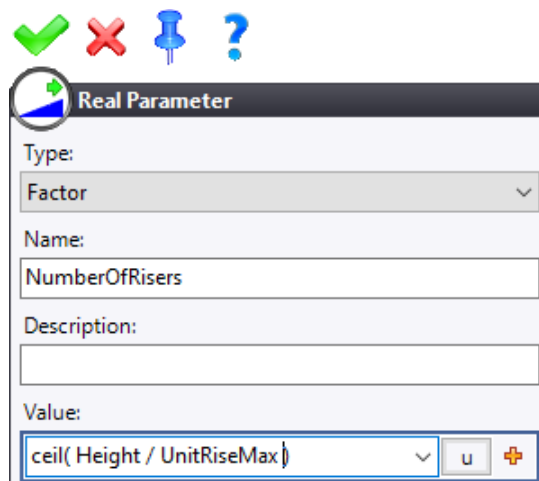 ?
Real Parameter
Type:
Factor
Name:
NumberOfRisers
Description:
Value:
ceil( Height / UnitRiseMax )
u